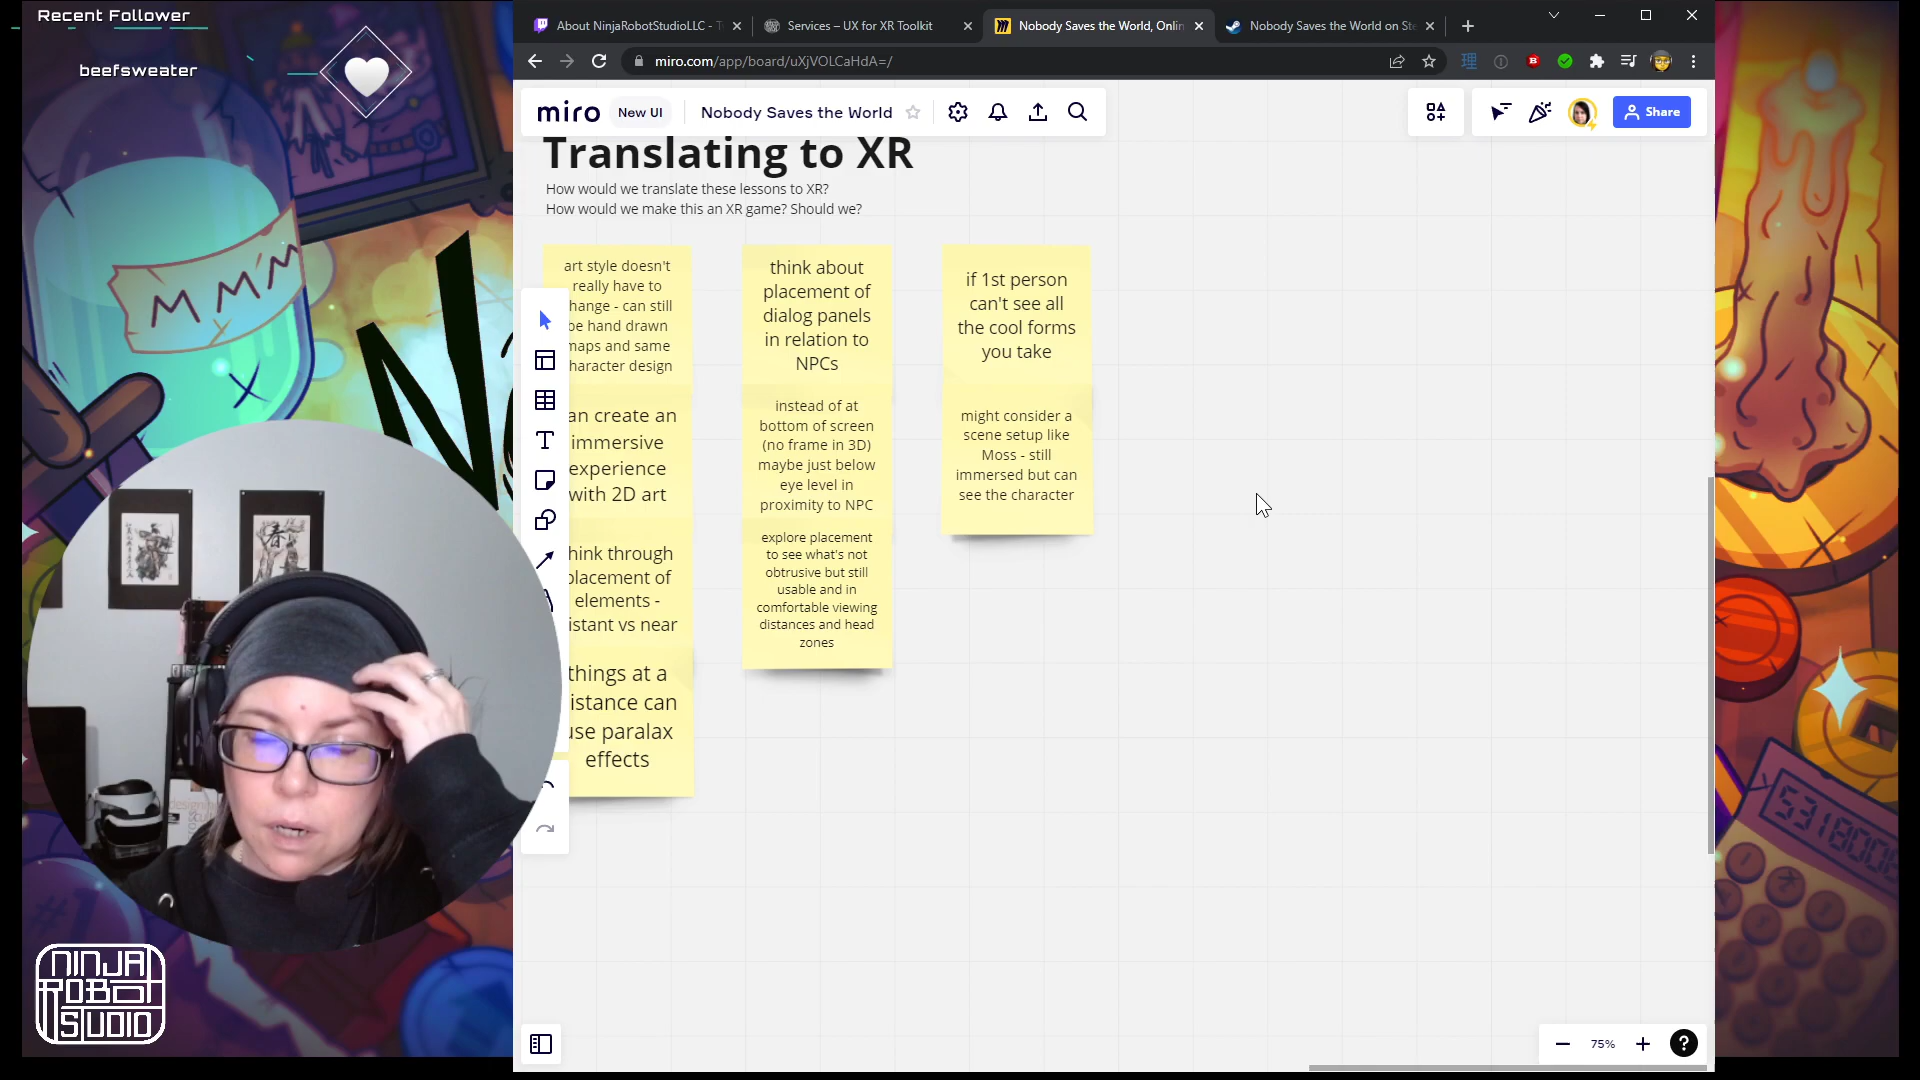 Recent Follower
beefsweater
About NinjaRobotStudioLLC - T
Services – UX for XR Toolkit
Nobody Saves the World, Onlin
Nobody Saves the World on Ste
miro.com/app/board/uXjVOLCaHdA=/
miro
New UI
Nobody Saves the World
Share
Translating to XR
How would we translate these lessons to XR?
How would we make this an XR game? Should we?
art style doesn't
really have to
hange - can still
be hand drawn
maps and same
haracter design
an create an
immersive
experience
with 2D art
hink through
placement of
elements -
istant vs near
things at a
istance can
use paralax
effects
think about
placement of
dialog panels
in relation to
NPCs
instead of at
bottom of screen
(no frame in 3D)
maybe just below
eye level in
proximity to NPC
explore placement
to see what's not
obtrusive but still
usable and in
comfortable viewing
distances and head
zones
if 1st person
can't see all
the cool forms
you take
might consider a
scene setup like
Moss - still
immersed but can
see the character
75%
MMM
NINJA
ROBOT
STUDIO
5318008